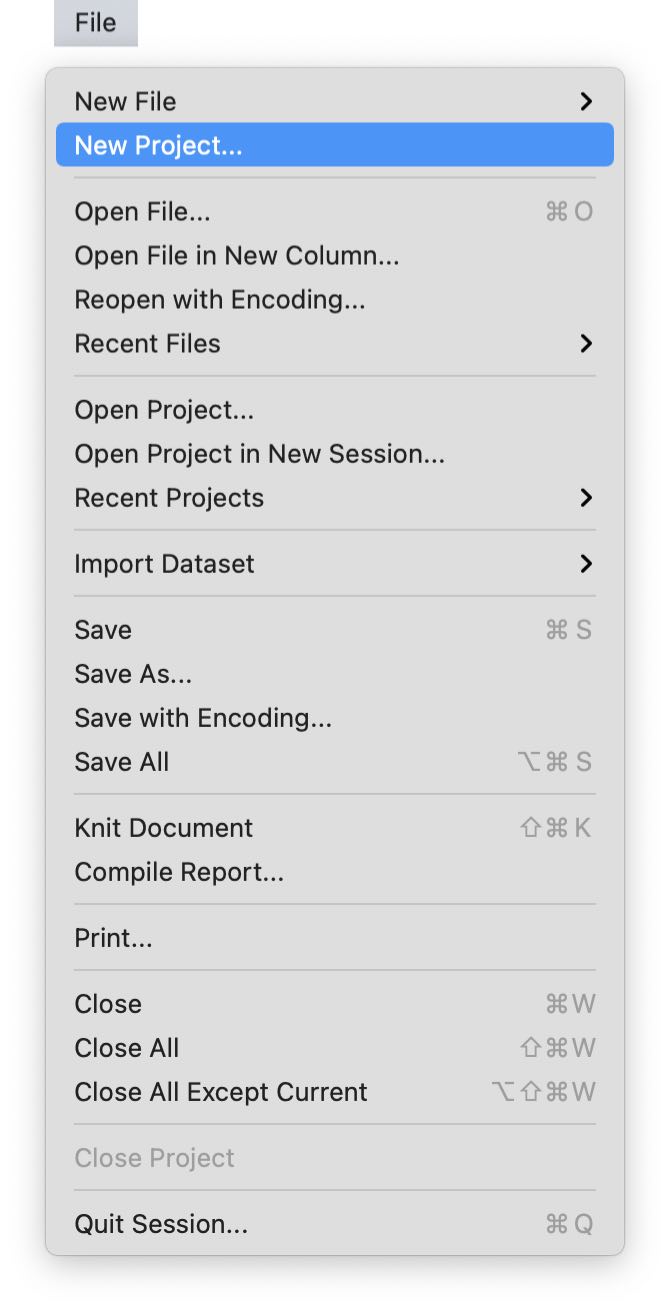 File
New File
New Project...
Open File... ⌘ O
Open File in New Column...
Reopen with Encoding...
Recent Files
Open Project...
Open Project in New Session...
Recent Projects
Import Dataset
Save ⌘ S
Save As...
Save with Encoding...
Save All ⌥⌘ S
Knit Document ⇧⌘ K
Compile Report...
Print...
Close ⌘W
Close All ⇧⌘W
Close All Except Current ⌥⇧⌘W
Close Project
Quit Session... ⌘ Q